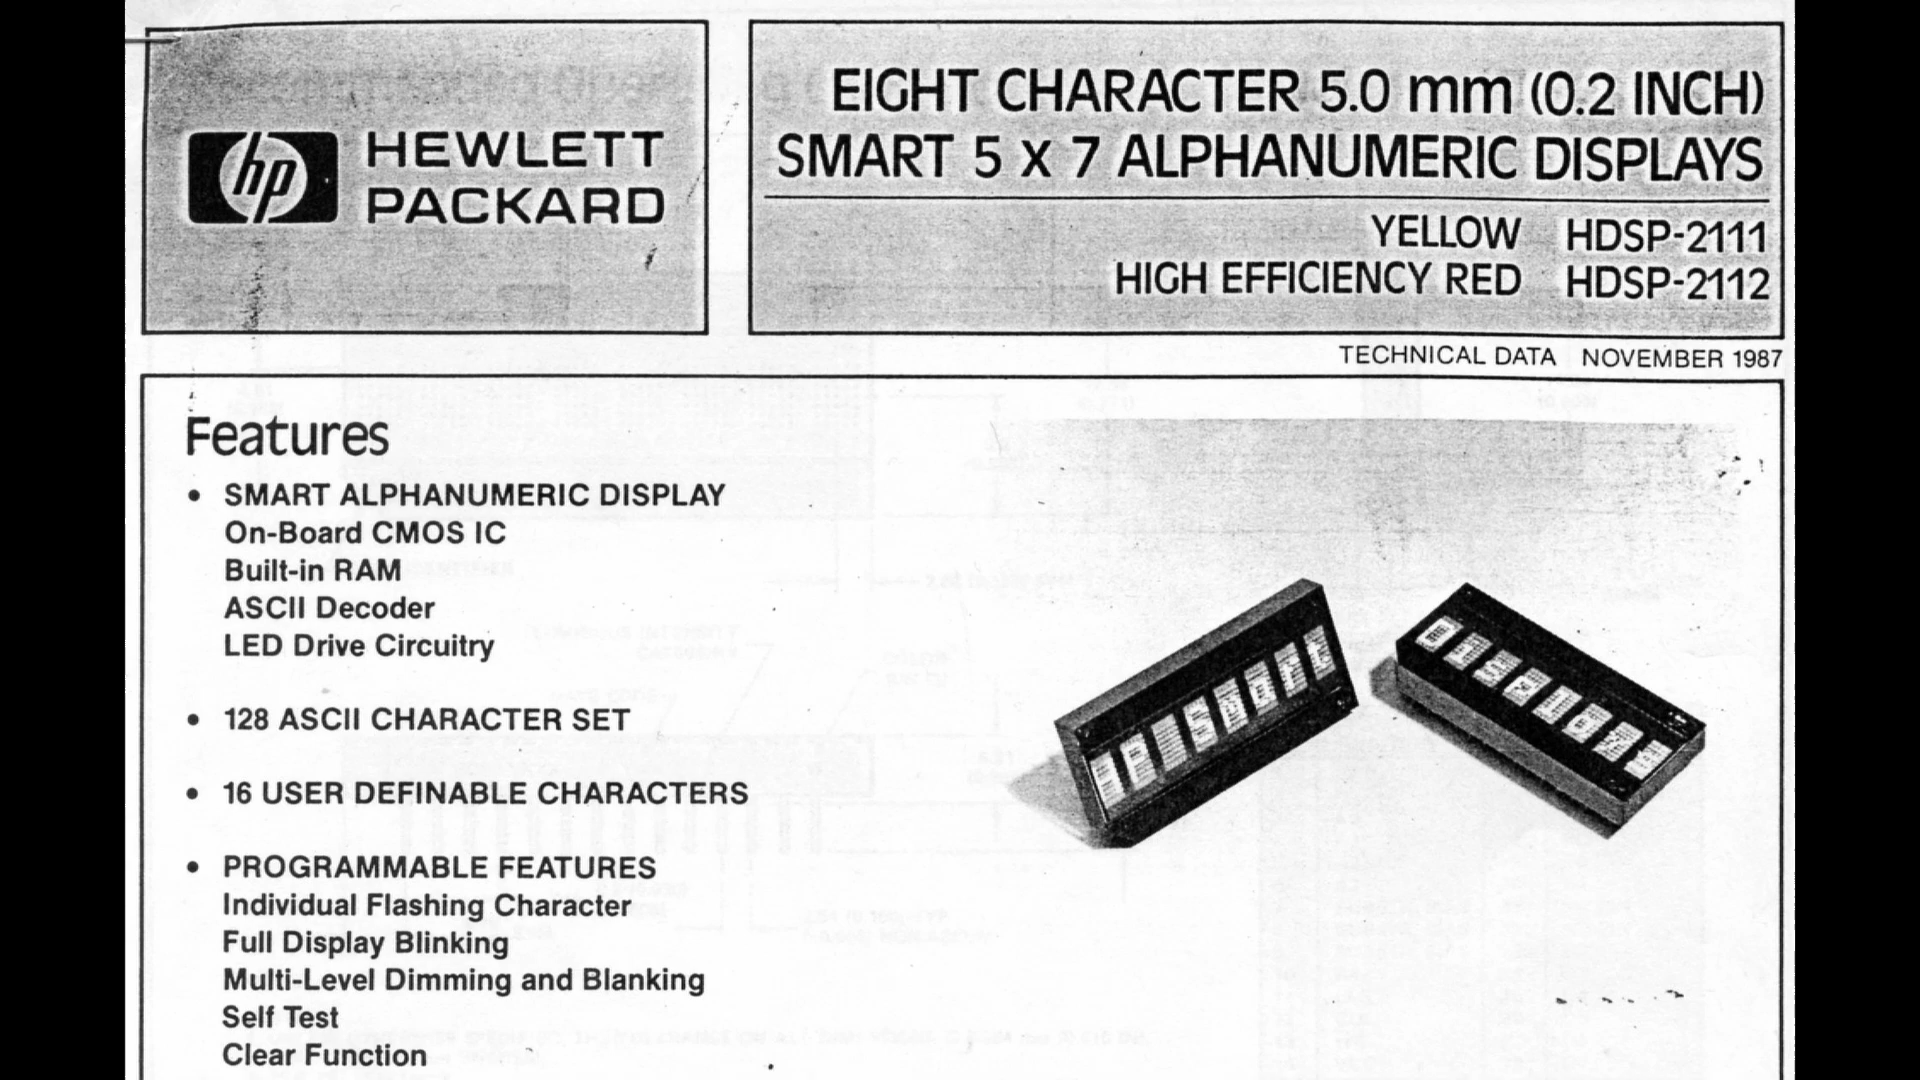 hp HEWLETT
PACKARD
EIGHT CHARACTER 5.0 mm (0.2 INCH)
SMART 5 X 7 ALPHANUMERIC DISPLAYS
YELLOW HDSP-2111
HIGH EFFICIENCY RED HDSP-2112
TECHNICAL DATA NOVEMBER 1987
Features
• SMART ALPHANUMERIC DISPLAY
On-Board CMOS IC
Built-in RAM
ASCII Decoder
LED Drive Circuitry
• 128 ASCII CHARACTER SET
• 16 USER DEFINABLE CHARACTERS
• PROGRAMMABLE FEATURES
Individual Flashing Character
Full Display Blinking
Multi-Level Dimming and Blanking
Self Test
Clear Function